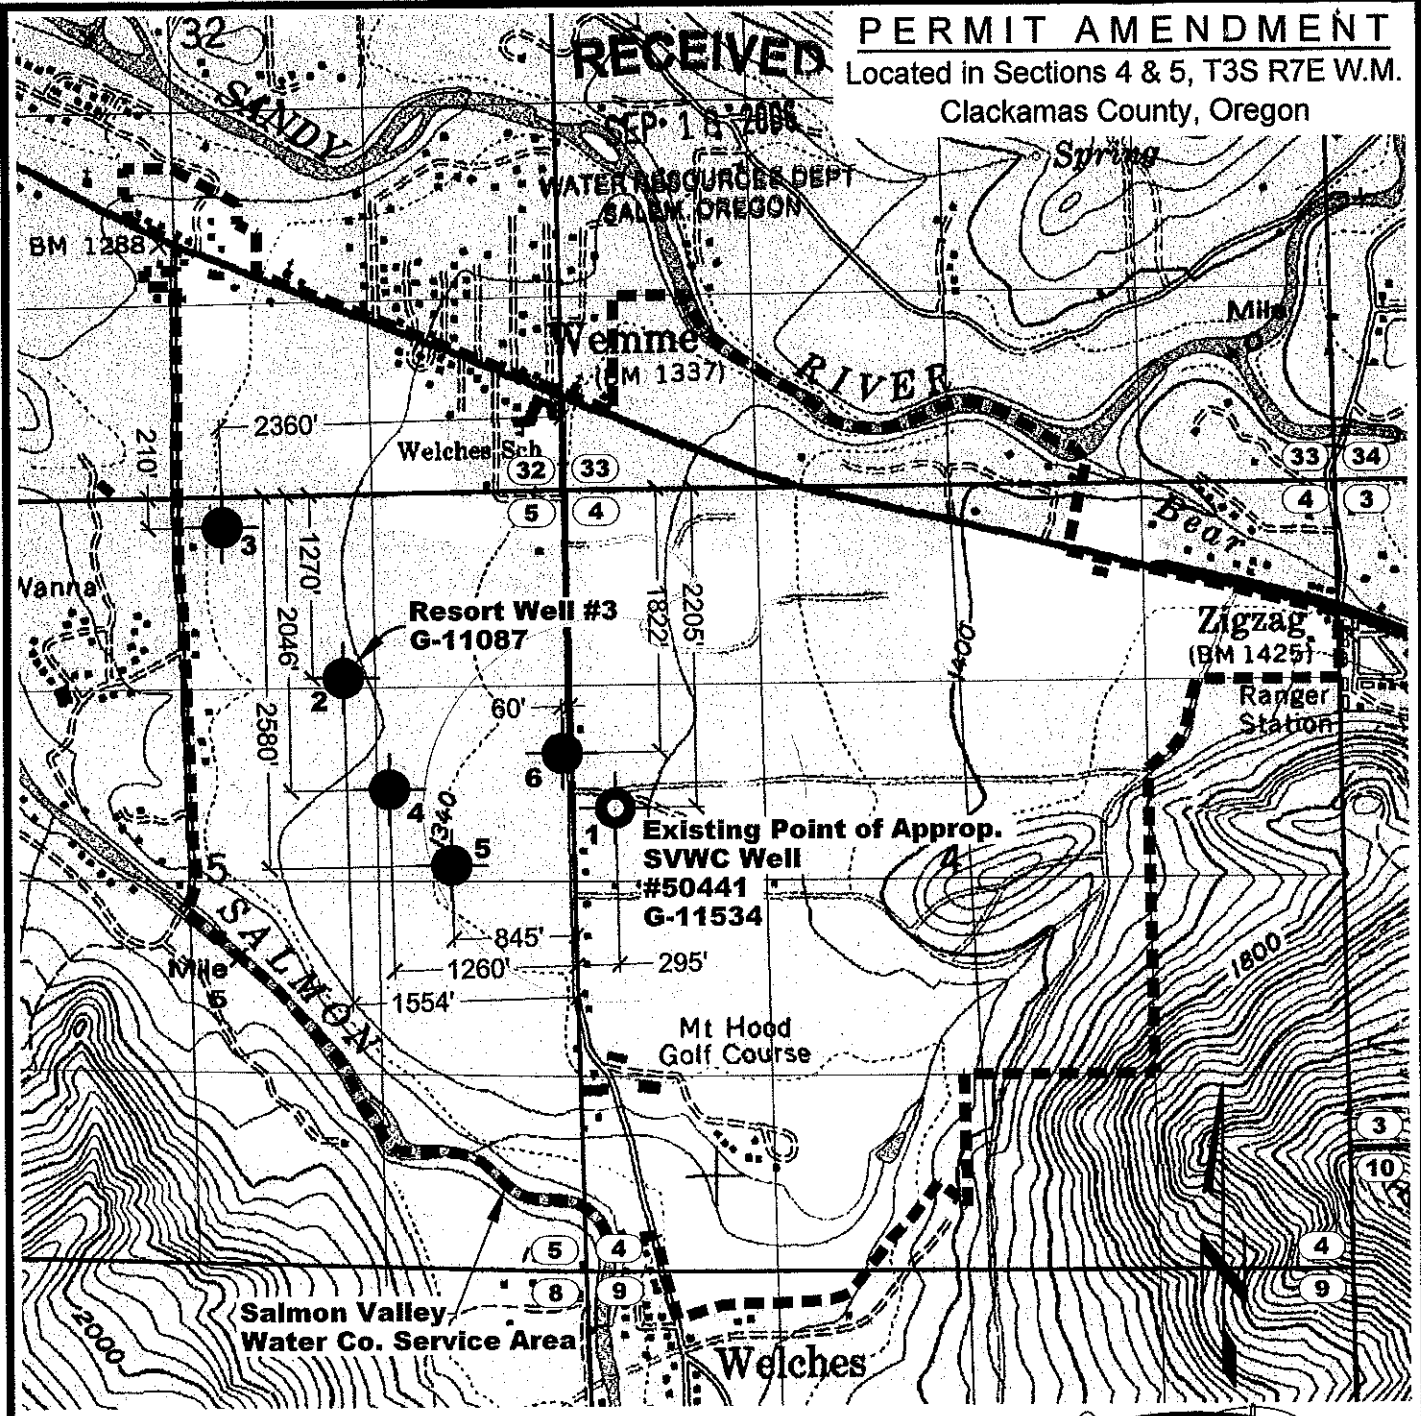 PERMIT AMENDMENT
Located in Sections 4 & 5, T3S R7E W.M.
Clackamas County, Oregon
RECEIVED
WATER RESOURCES DEPT
SALEM, OREGON
32
SANDY
Spring
BM 1288
Wemme
M 1337)
RIVER
Mile
2360'
210'
Welches Sch
32
33
33
34
5
4
4
3
Bear
3
1270'
2046'
2580'
1822'
2205'
Wanna
Resort Well #3
G-11087
2
1400
Zigzag
(BM 1425)
Ranger
Station
60'
6
4
1340
5
1
Existing Point of Approp.
SVWC Well
#50441
G-11534
4
5
SALMON
Mile
845'
1260'
295'
1554'
1800
Mt Hood
Golf Course
3
10
5
4
8
9
4
9
Salmon Valley
Water Co. Service Area
2000
Welches